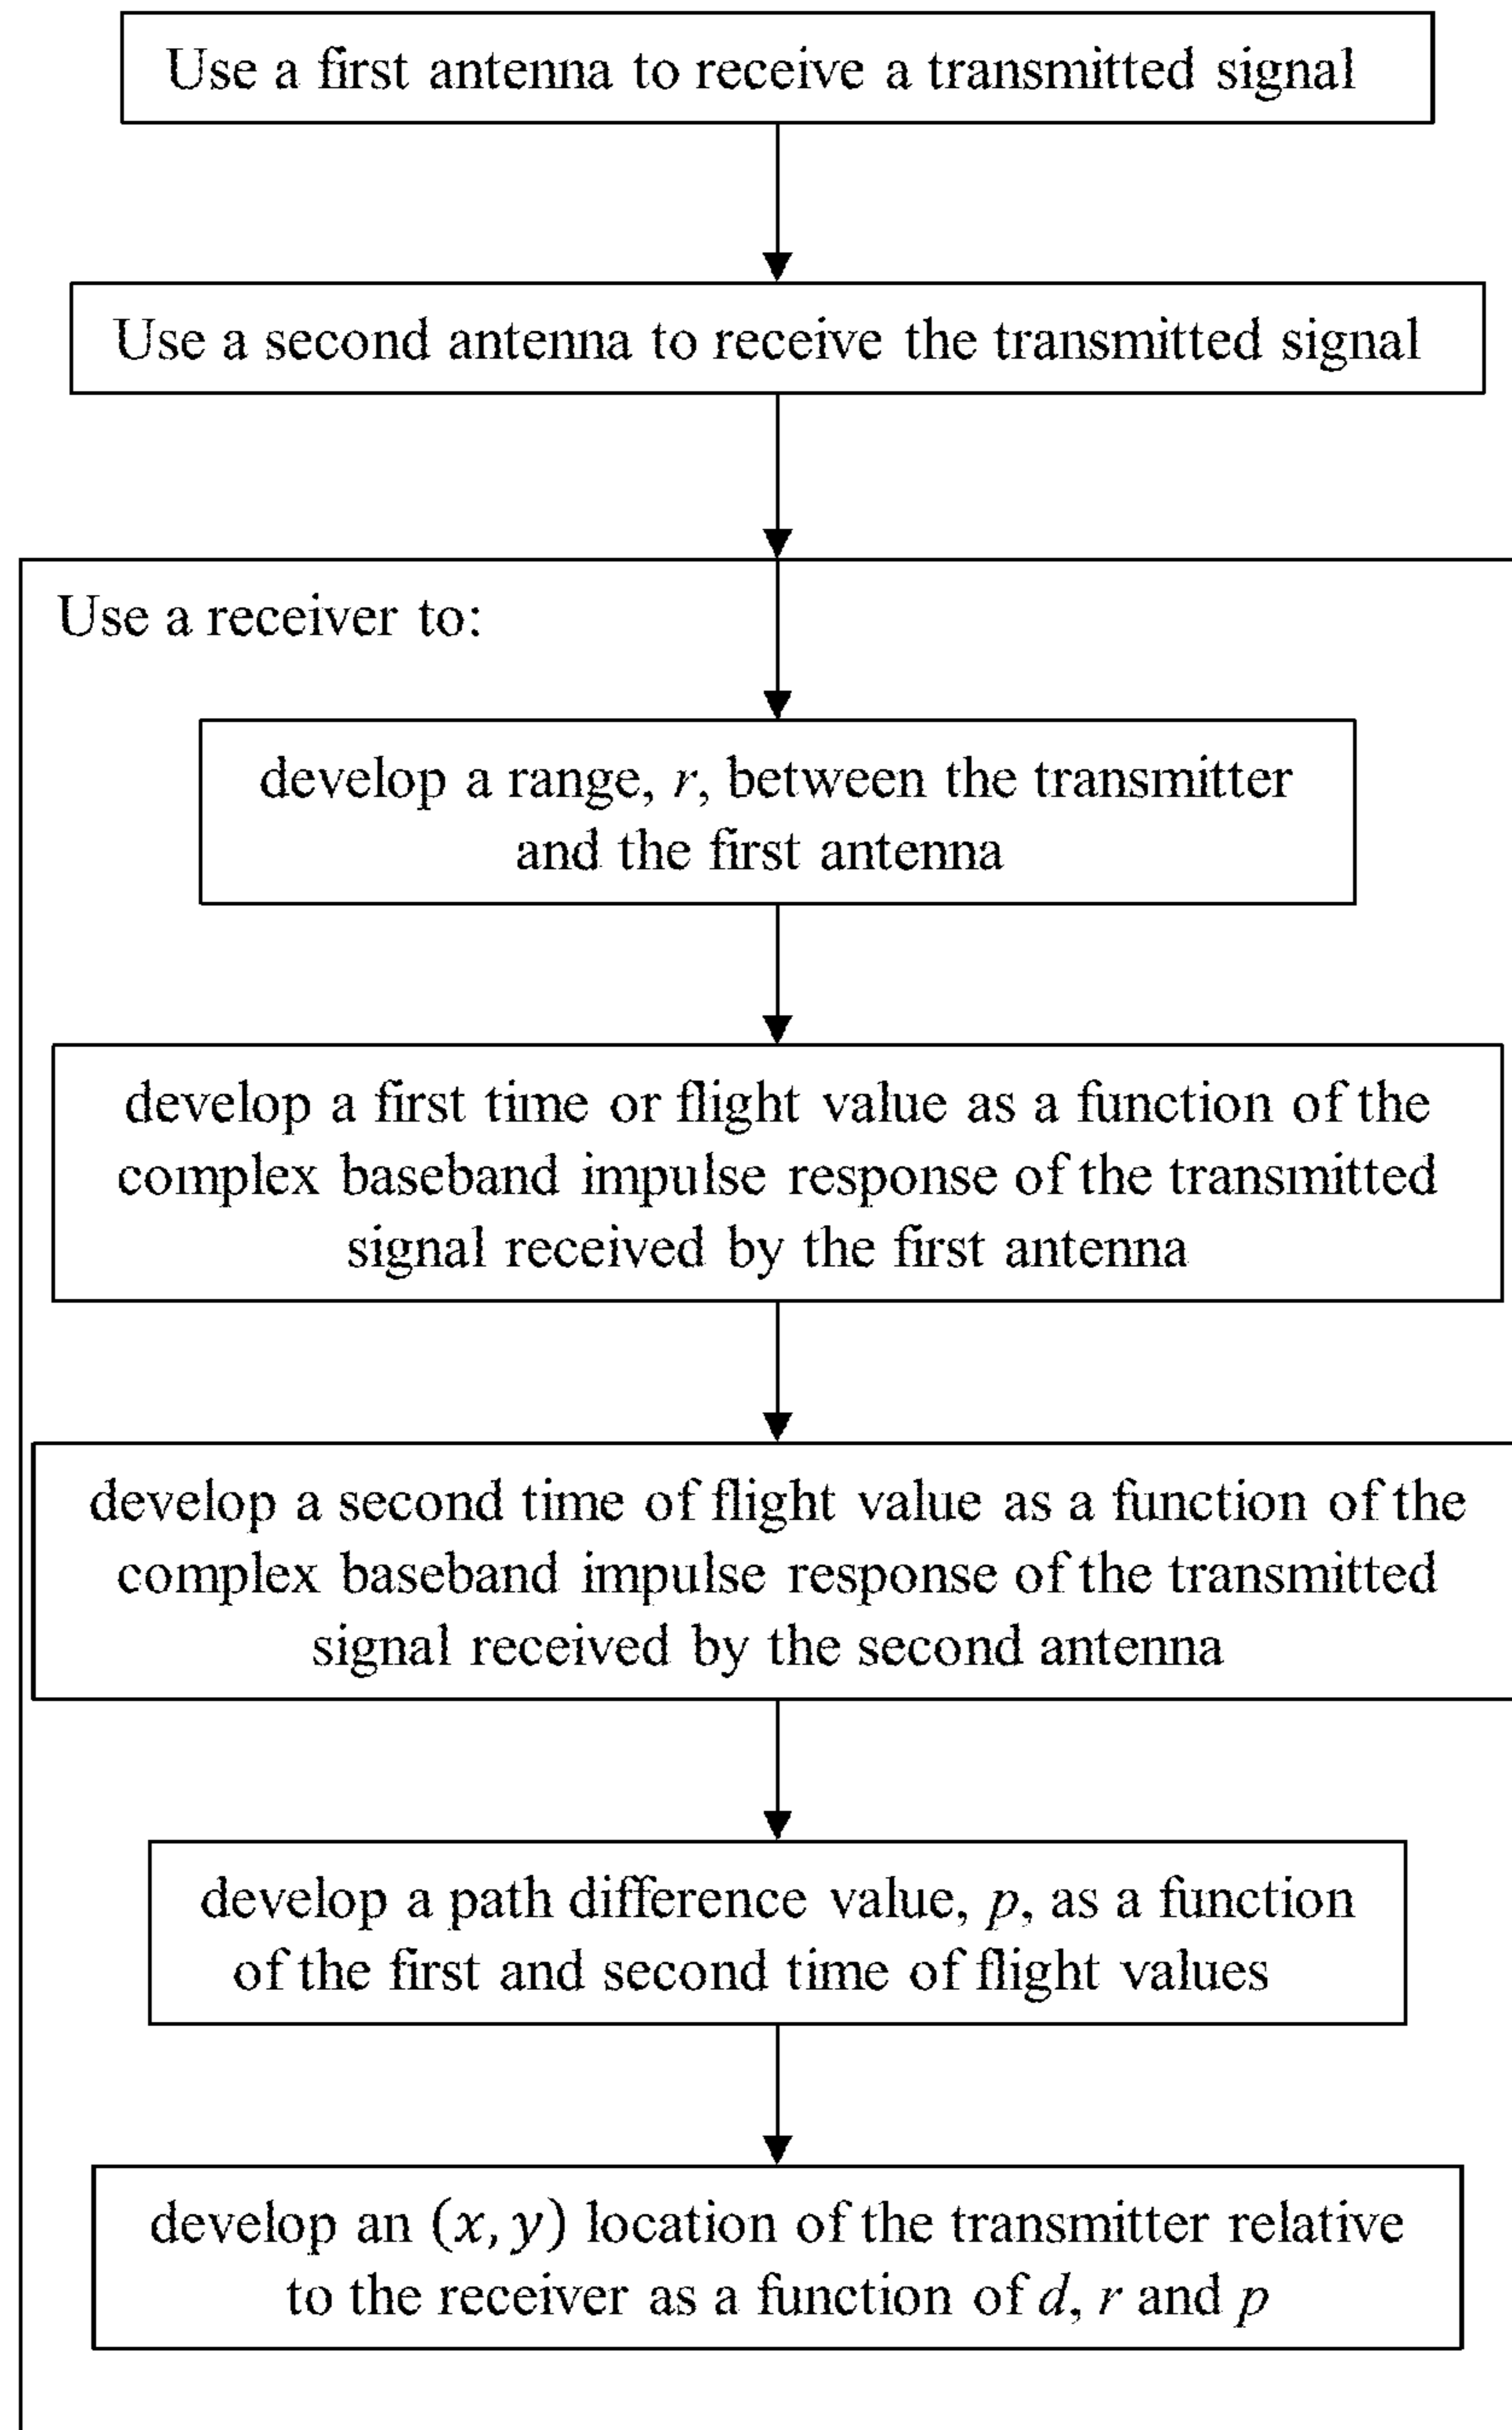 Use a first antenna to receive a transmitted signal
Use a second antenna to receive the transmitted signal
Use a receiver to:
develop a range, r, between the transmitter
and the first antenna
develop a first time or flight value as a function of the
complex baseband impulse response of the transmitted
signal received by the first antenna
develop a second time of flight value as a function of the
complex baseband impulse response of the transmitted
signal received by the second antenna
develop a path difference value, p, as a function
of the first and second time of flight values
develop an (x, y) location of the transmitter relative
to the receiver as a function of d, r and p